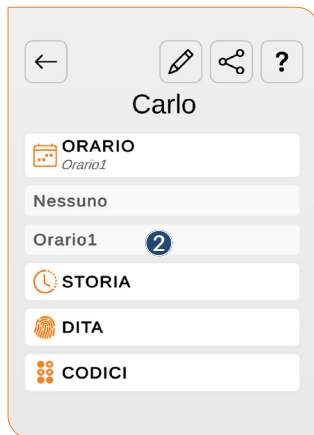 ?
Carlo
ORARIO
Orario1
Nessuno
Orario1
2
STORIA
DITA
CODICI